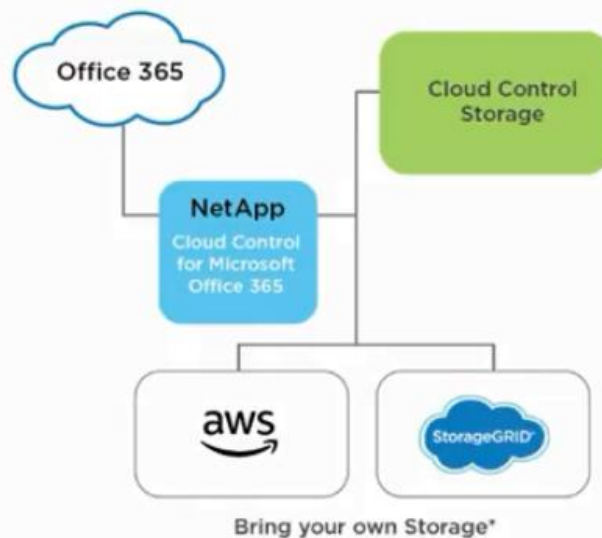 Office 365
Cloud Control
Storage
NetApp
Cloud Control
for Microsoft
Office 365
aws
StorageGRID
Bring your own Storage*